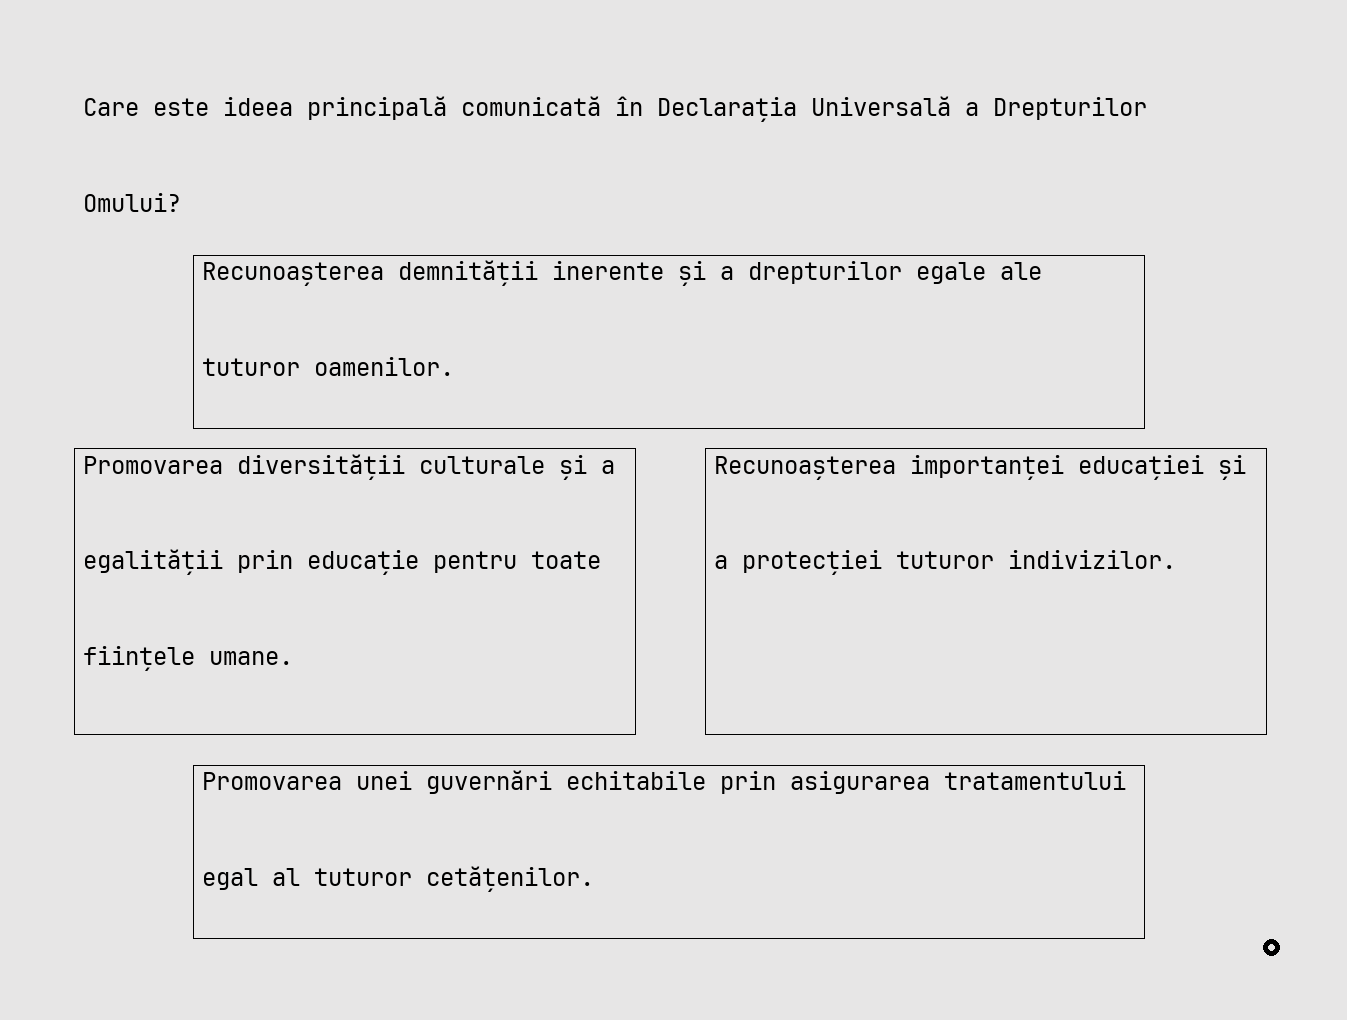 Care este ideea principală comunicată în Declarația Universală a Drepturilor
Omului?
Recunoașterea demnității inerente și a drepturilor egale ale
tuturor oamenilor.
Promovarea diversității culturale și a
egalității prin educație pentru toate
ființele umane.
Recunoașterea importanței educației și
a protecției tuturor indivizilor.
Promovarea unei guvernări echitabile prin asigurarea tratamentului
egal al tuturor cetățenilor.